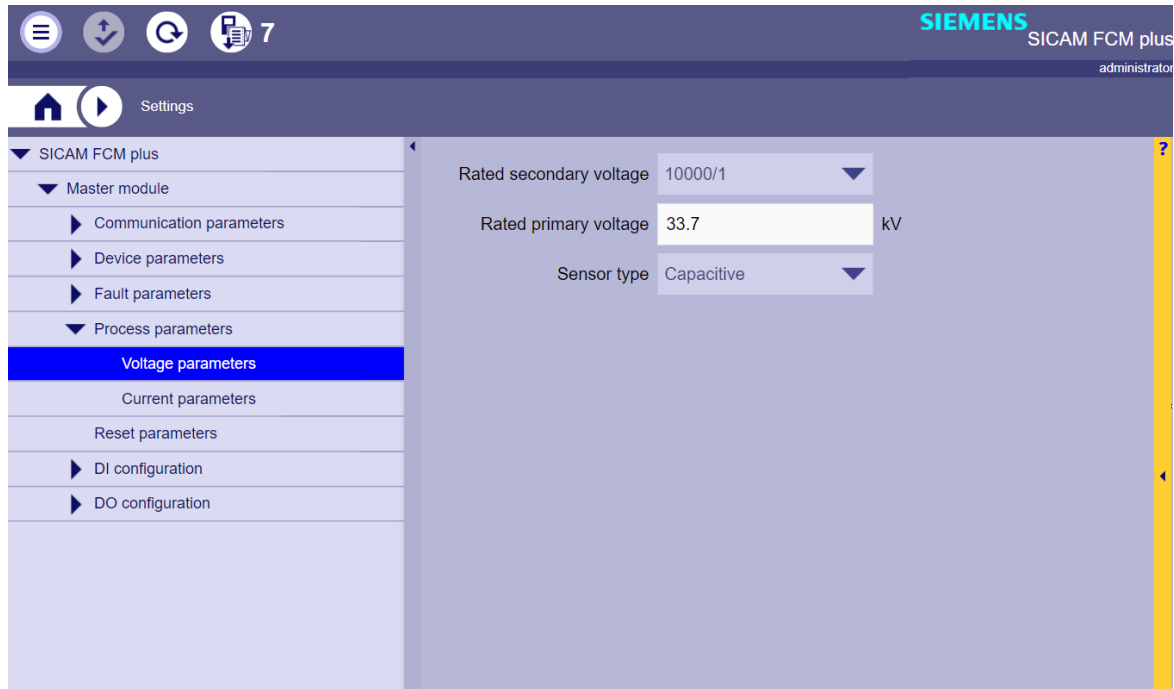 7
SIEMENS
SICAM FCM plus
administrator
Settings
SICAM FCM plus
Master module
Communication parameters
Device parameters
Fault parameters
Process parameters
Voltage parameters
Current parameters
Reset parameters
DI configuration
DO configuration
Rated secondary voltage 10000/1
Rated primary voltage 33.7 kV
Sensor type Capacitive
?